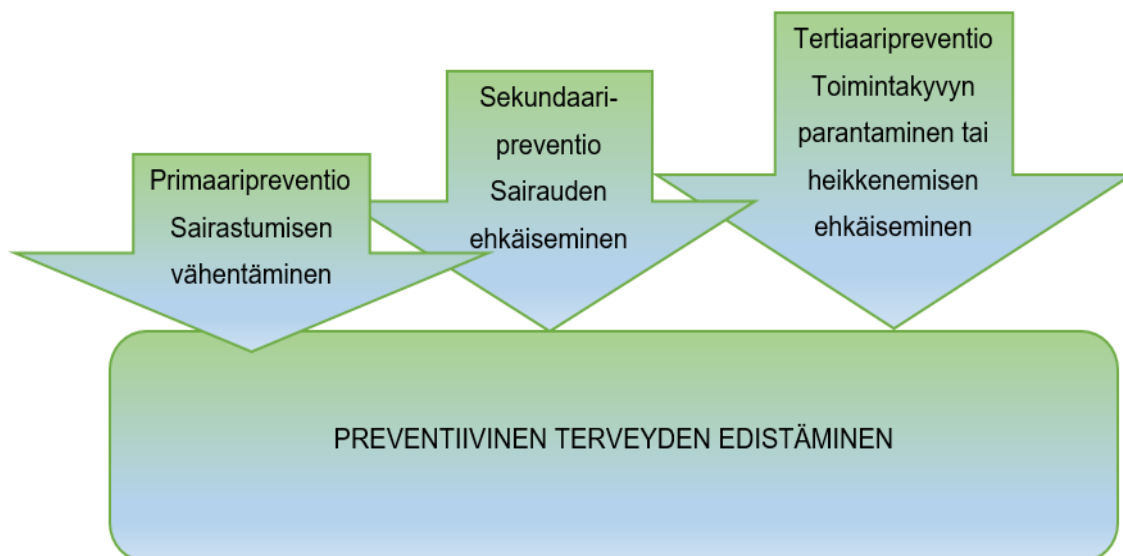 Primaaripreventio
Sairastumisen
vähentäminen
Sekundaari-
preventio
Sairauden
ehkäiseminen
Tertiaaripreventio
Toimintakyvyn
parantaminen tai
heikkenemisen
ehkäiseminen
PREVENTIIVINEN TERVEYDEN EDISTÄMINEN